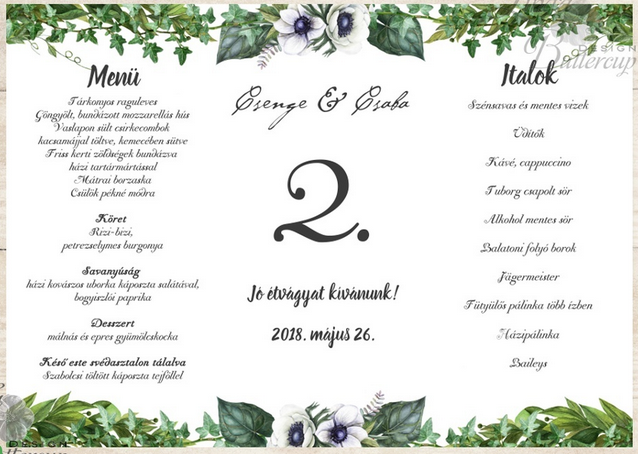 Menü
Tárkonyos raguleves
Göngyölt, bundázott mozzarellás hús
Vaslapon sült csirkecombok
kacsamájjal töltve, kemecében sütve
Friss kerti zöldségek bundázva
házi tartármártással
Mátrai borzaska
Csülök pékné módra
Köret
Rizi-bizi,
petrezselymes burgonya
Savanyúság
házi kovászos uborka káposzta salátával,
bogyiszlói paprika
Desszert
málnás és epres gyümölcskocka
Késő este svédasztalon tálalva
Szabolcsi töltött káposzta tejföllel
Csenge & Csaba
2.
Jó étvágyat kívánunk!
2018. május 26.
Italok
Szénsavas és mentes vizek
Üdítők
Kávé, cappuccino
Tuborg csapolt sör
Alkohol mentes sör
Balatoni folyó borok
Jägermeister
Fütyülős pálinka több ízben
Házipálinka
Baileys
DESIGN
Buttercup
DESIGN